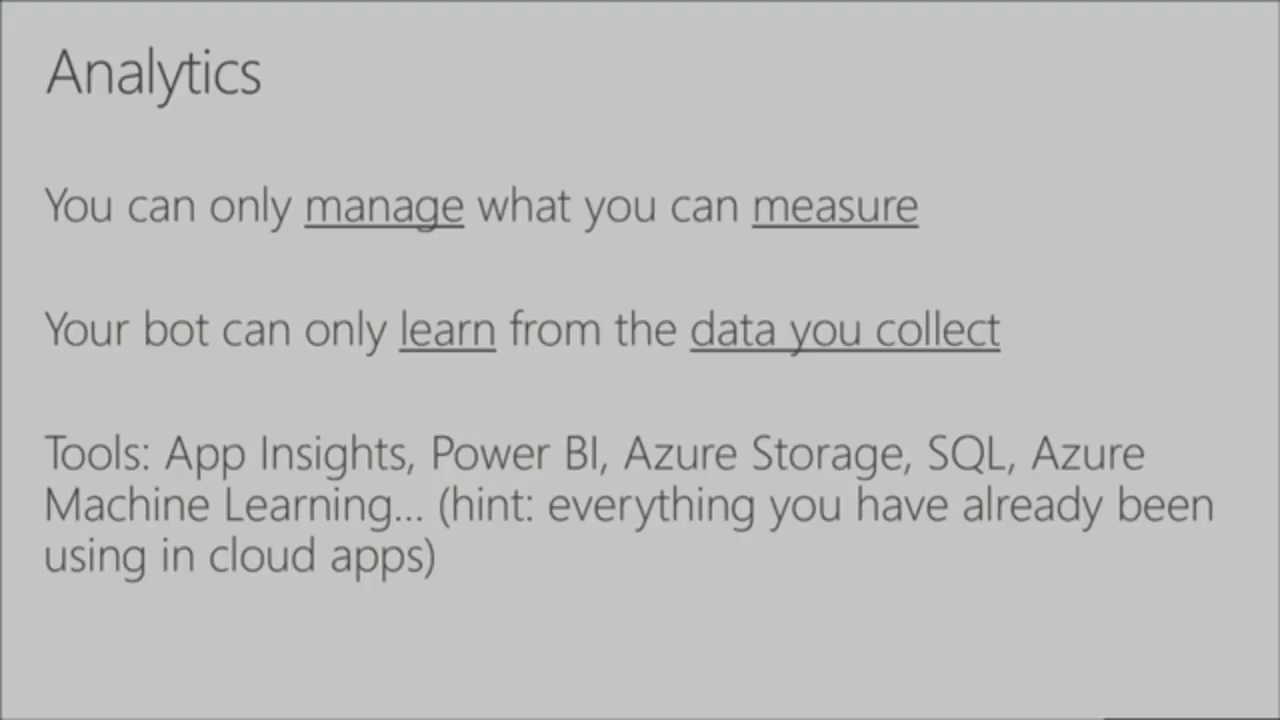 Analytics
You can only manage what you can measure
Your bot can only learn from the data you collect
Tools: App Insights, Power BI, Azure Storage, SQL, Azure
Machine Learning... (hint: everything you have already been
using in cloud apps)